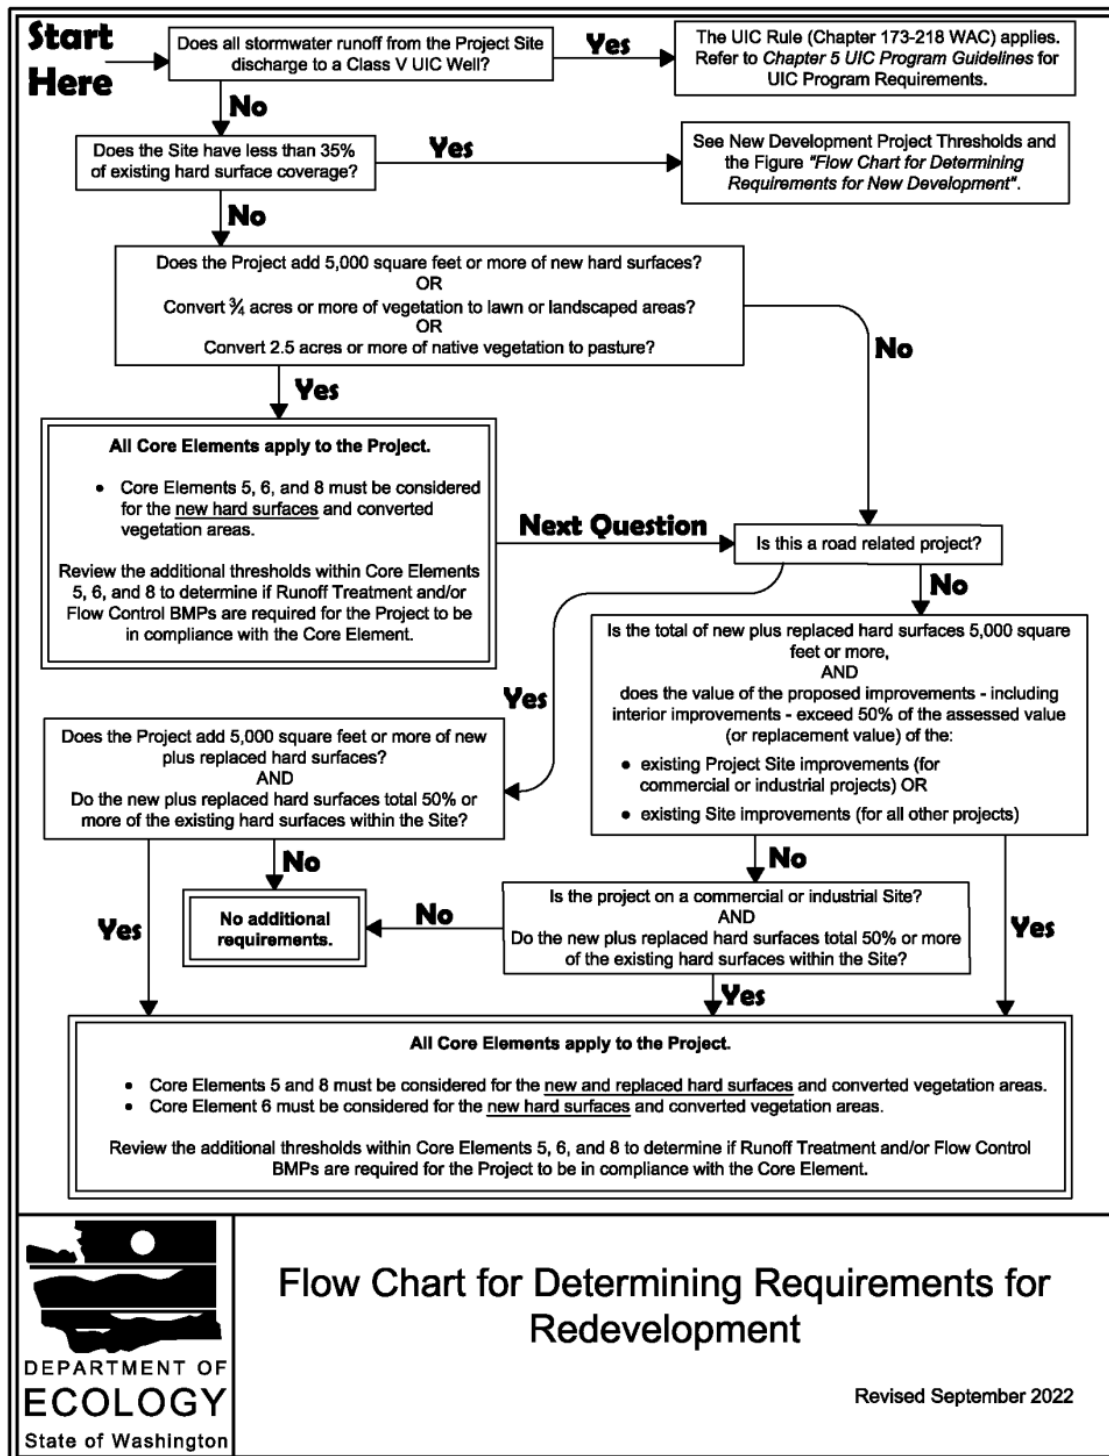 Start
Here
Does all stormwater runoff from the Project Site
discharge to a Class V UIC Well?
Yes
The UIC Rule (Chapter 173-218 WAC) applies.
Refer to Chapter 5 UIC Program Guidelines for
UIC Program Requirements.
No
Does the Site have less than 35%
of existing hard surface coverage?
Yes
See New Development Project Thresholds and
the Figure "Flow Chart for Determining
Requirements for New Development".
No
Does the Project add 5,000 square feet or more of new hard surfaces?
OR
Convert ¾ acres or more of vegetation to lawn or landscaped areas?
OR
Convert 2.5 acres or more of native vegetation to pasture?
No
Yes
All Core Elements apply to the Project.
• Core Elements 5, 6, and 8 must be considered
for the new hard surfaces and converted
vegetation areas.
Review the additional thresholds within Core Elements
5, 6, and 8 to determine if Runoff Treatment and/or
Flow Control BMPs are required for the Project to be
in compliance with the Core Element.
Next Question
Is this a road related project?
No
Yes
Is the total of new plus replaced hard surfaces 5,000 square
feet or more,
AND
does the value of the proposed improvements - including
interior improvements - exceed 50% of the assessed value
(or replacement value) of the:
• existing Project Site improvements (for
commercial or industrial projects) OR
• existing Site improvements (for all other projects)
Does the Project add 5,000 square feet or more of new
plus replaced hard surfaces?
AND
Do the new plus replaced hard surfaces total 50% or
more of the existing hard surfaces within the Site?
No
No
Yes
No additional
requirements.
No
Is the project on a commercial or industrial Site?
AND
Do the new plus replaced hard surfaces total 50% or more
of the existing hard surfaces within the Site?
Yes
Yes
All Core Elements apply to the Project.
• Core Elements 5 and 8 must be considered for the new and replaced hard surfaces and converted vegetation areas.
• Core Element 6 must be considered for the new hard surfaces and converted vegetation areas.
Review the additional thresholds within Core Elements 5, 6, and 8 to determine if Runoff Treatment and/or Flow Control
BMPs are required for the Project to be in compliance with the Core Element.
DEPARTMENT OF
ECOLOGY
State of Washington
Flow Chart for Determining Requirements for
Redevelopment
Revised September 2022